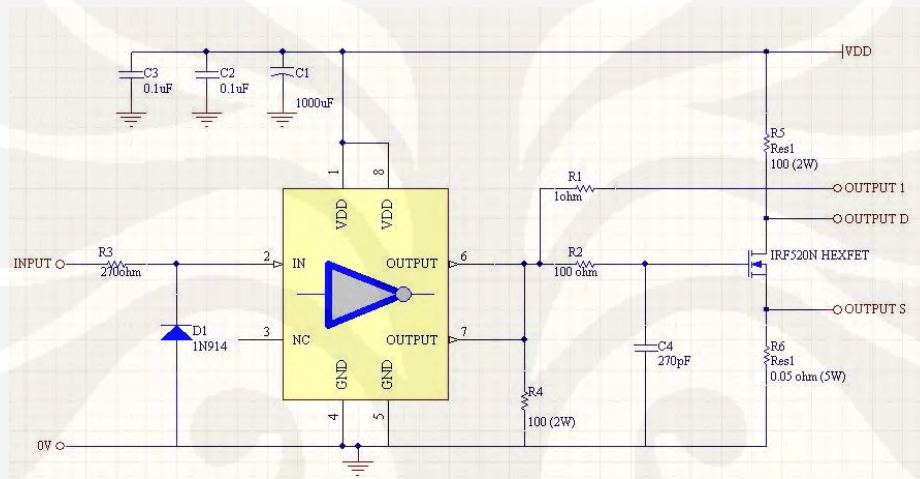 VDD
C3
0.1uF
C2
0.1uF
C1
1000uF
R5
Res1
100 (2W)
1
8
VDD
VDD
R1
1ohm
OUTPUT 1
OUTPUT D
INPUT
R3
270ohm
2
IN
OUTPUT
6
R2
100 ohm
IRF520N HEXFET
OUTPUT S
D1
1N914
3
NC
OUTPUT
7
C4
270pF
R6
Res1
0.05 ohm (5W)
GND
GND
R4
100 (2W)
4
5
0V